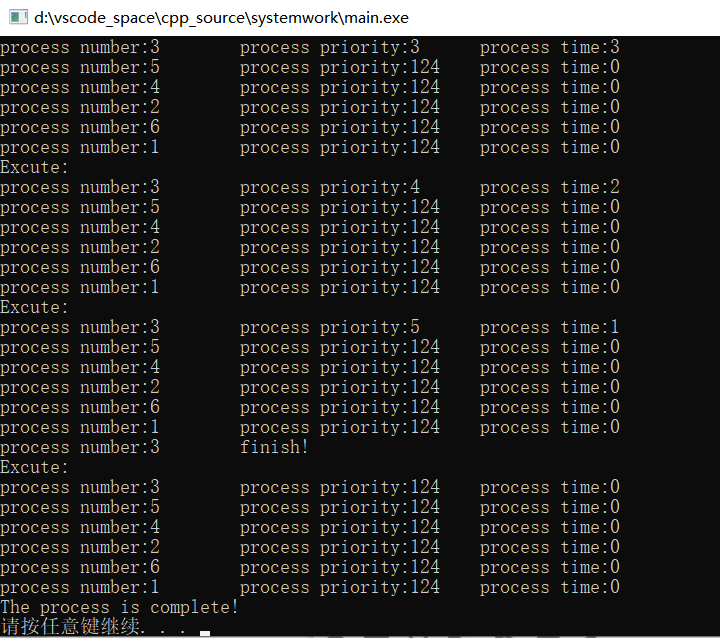 d:\vscode_space\cpp_source\systemwork\main.exe
process number:3 process priority:3 process time:3
process number:5 process priority:124 process time:0
process number:4 process priority:124 process time:0
process number:2 process priority:124 process time:0
process number:6 process priority:124 process time:0
process number:1 process priority:124 process time:0
Excute:
process number:3 process priority:4 process time:2
process number:5 process priority:124 process time:0
process number:4 process priority:124 process time:0
process number:2 process priority:124 process time:0
process number:6 process priority:124 process time:0
process number:1 process priority:124 process time:0
Excute:
process number:3 process priority:5 process time:1
process number:5 process priority:124 process time:0
process number:4 process priority:124 process time:0
process number:2 process priority:124 process time:0
process number:6 process priority:124 process time:0
process number:1 process priority:124 process time:0
process number:3 finish!
Excute:
process number:3 process priority:124 process time:0
process number:5 process priority:124 process time:0
process number:4 process priority:124 process time:0
process number:2 process priority:124 process time:0
process number:6 process priority:124 process time:0
process number:1 process priority:124 process time:0
The process is complete!
请按任意键继续. . .